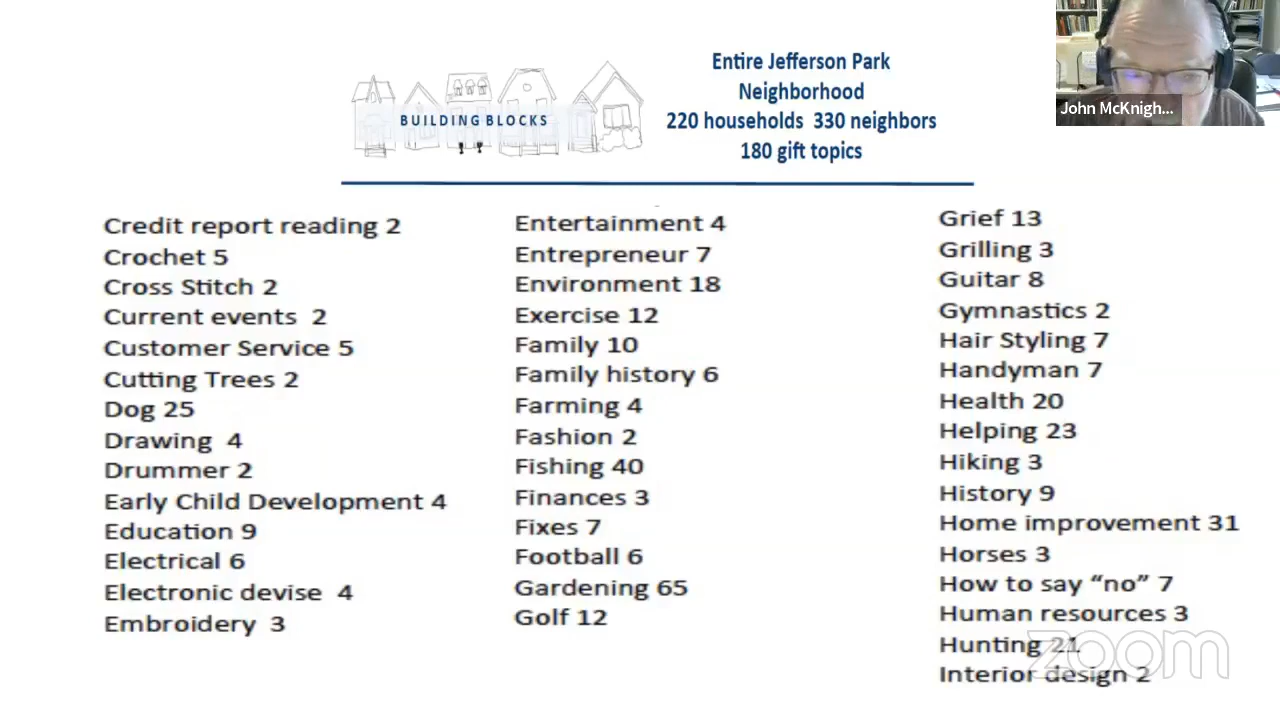 BUILDING BLOCKS
Entire Jefferson Park
Neighborhood
220 households 330 neighbors
180 gift topics
John McKnigh...
Credit report reading 2
Crochet 5
Cross Stitch 2
Current events 2
Customer Service 5
Cutting Trees 2
Dog 25
Drawing 4
Drummer 2
Early Child Development 4
Education 9
Electrical 6
Electronic devise 4
Embroidery 3
Entertainment 4
Entrepreneur 7
Environment 18
Exercise 12
Family 10
Family history 6
Farming 4
Fashion 2
Fishing 40
Finances 3
Fixes 7
Football 6
Gardening 65
Golf 12
Grief 13
Grilling 3
Guitar 8
Gymnastics 2
Hair Styling 7
Handyman 7
Health 20
Helping 23
Hiking 3
History 9
Home improvement 31
Horses 3
How to say “no” 7
Human resources 3
Hunting 21
Interior design 2
zoom